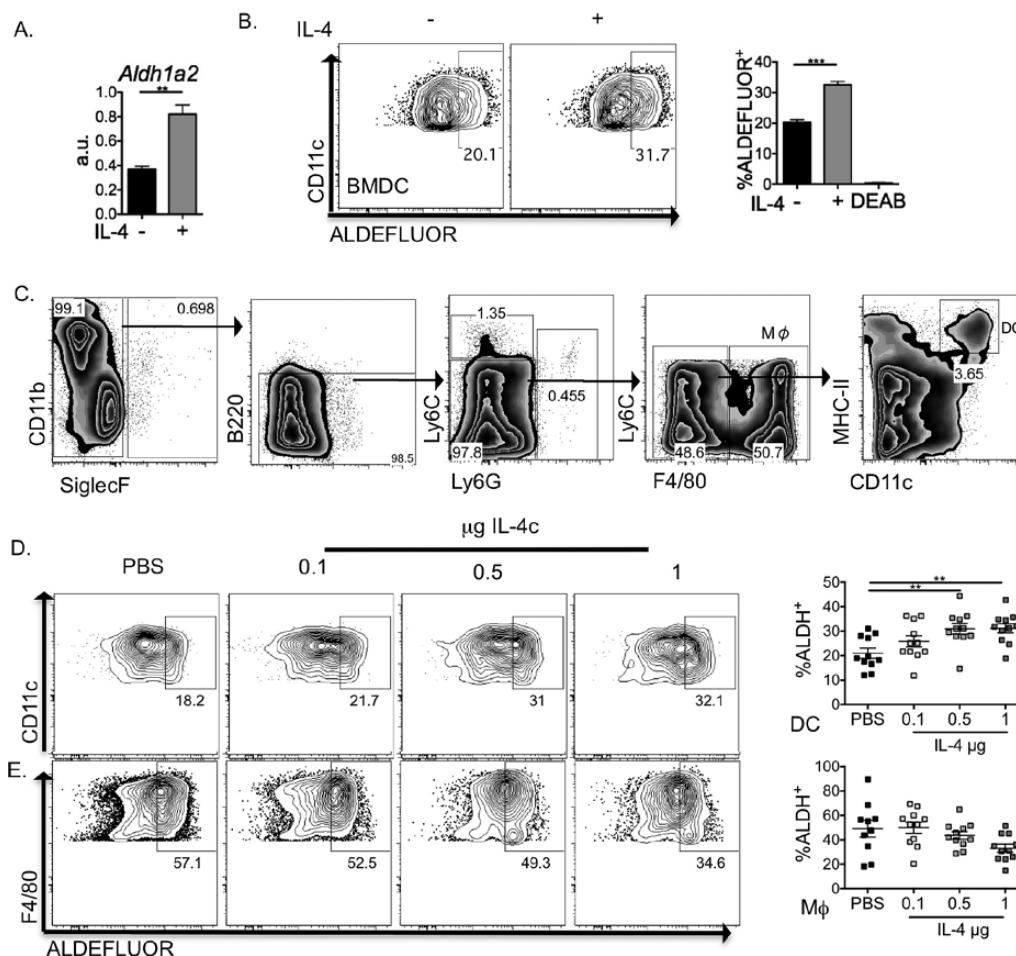 A.
Aldh1a2
**
a.u.
1.0
0.8
0.6
0.4
0.2
0.0
IL-4 - +
B.
IL-4 - +
CD11c
20.1
31.7
BMDC
ALDEFLUOR
%ALDEFLUOR+
***
40
30
20
10
0
IL-4 - + DEAB
C.
99.1
0.698
CD11b
SiglecF
B220
98.5
1.35
Ly6C
0.455
97.8
Ly6G
Mϕ
Ly6C
48.6 50.7
F4/80
DC
3.65
MHC-II
CD11c
D.
µg IL-4c
PBS 0.1 0.5 1
CD11c
18.2 21.7 31 32.1
%ALDH+
**
**
50
40
30
20
10
0
DC PBS 0.1 0.5 1
IL-4 µg
E.
F4/80
57.1 52.5 49.3 34.6
ALDEFLUOR
%ALDH+
100
80
60
40
20
0
Mϕ PBS 0.1 0.5 1
IL-4 µg